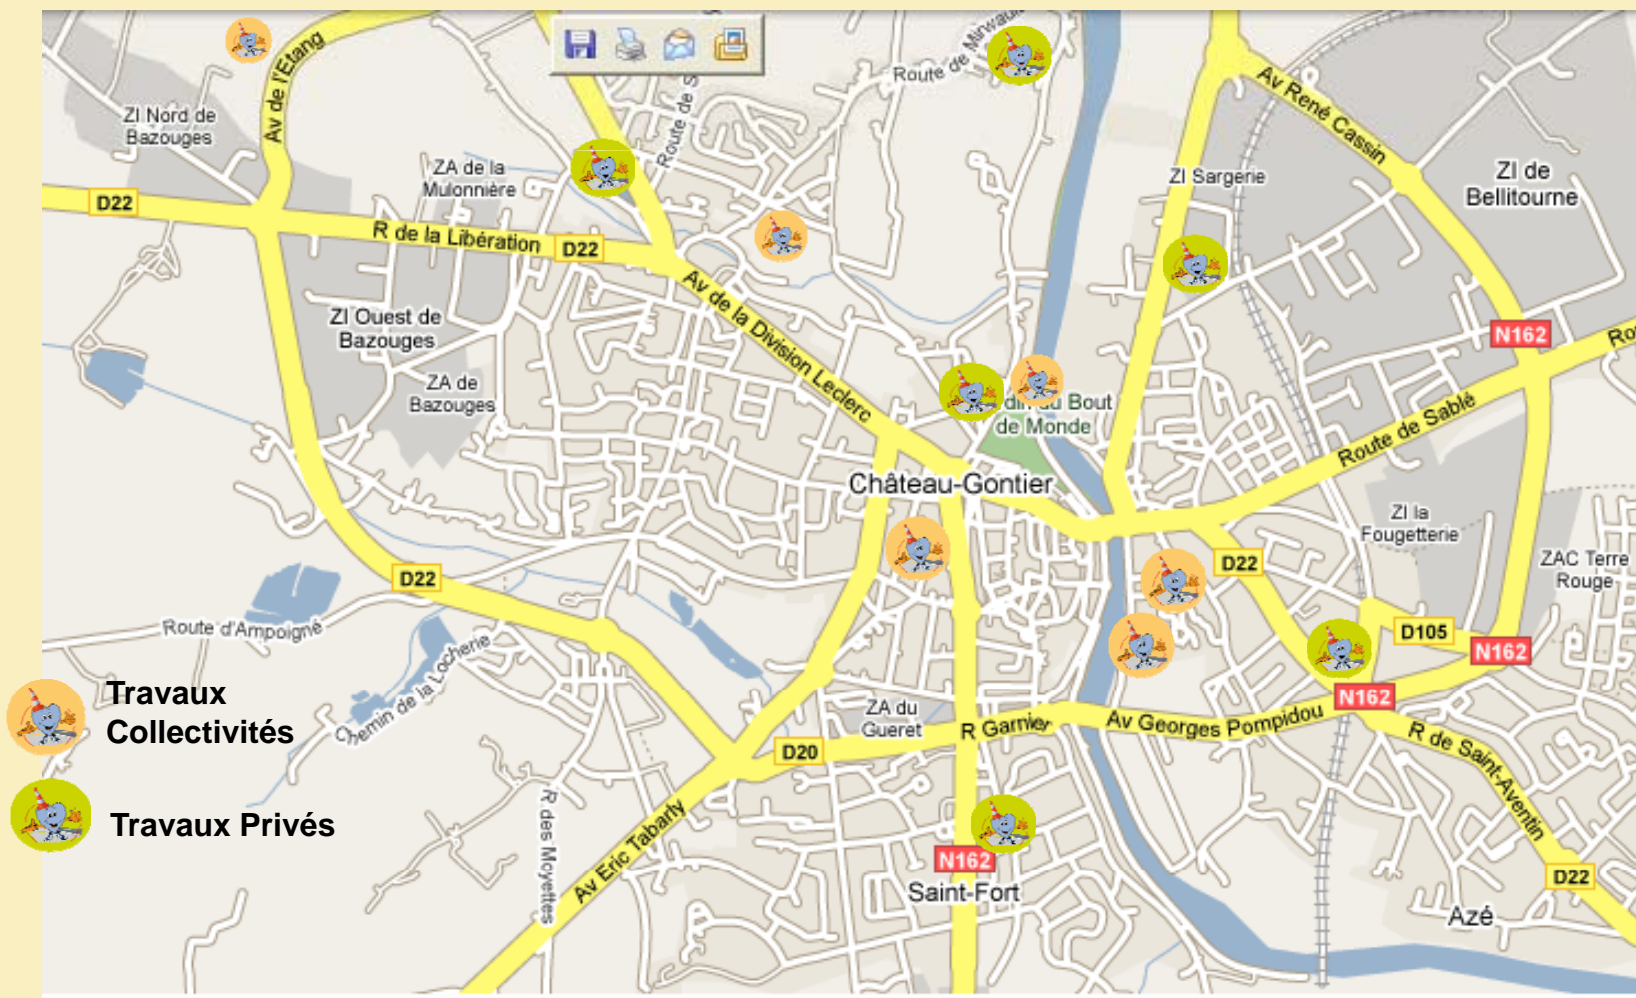 Av de l'Etang
Route de Mirwault
Route de S
ZI Nord de
Bazouges
ZA de la
Mulonnière
Av René Cassin
ZI Sargerie
ZI de
Bellitourne
D22
R de la Libération
D22
Av de la Division Leclerc
ZI Ouest de
Bazouges
N162
Ro
ZA de
Bazouges
din du Bout
de Monde
Route de Sablé
Château-Gontier
ZI la
Fougetterie
D22
D22
ZAC Terre
Rouge
Route d'Ampoigné
Chemin de la Locherie
D105
N162
N162
Travaux
Collectivités
ZA du
Gueret
R Garnier
Av Georges Pompidou
D20
R de Saint-Aventin
R des Moyettes
Av Eric Tabarly
Travaux Privés
N162
Saint-Fort
D22
Azé